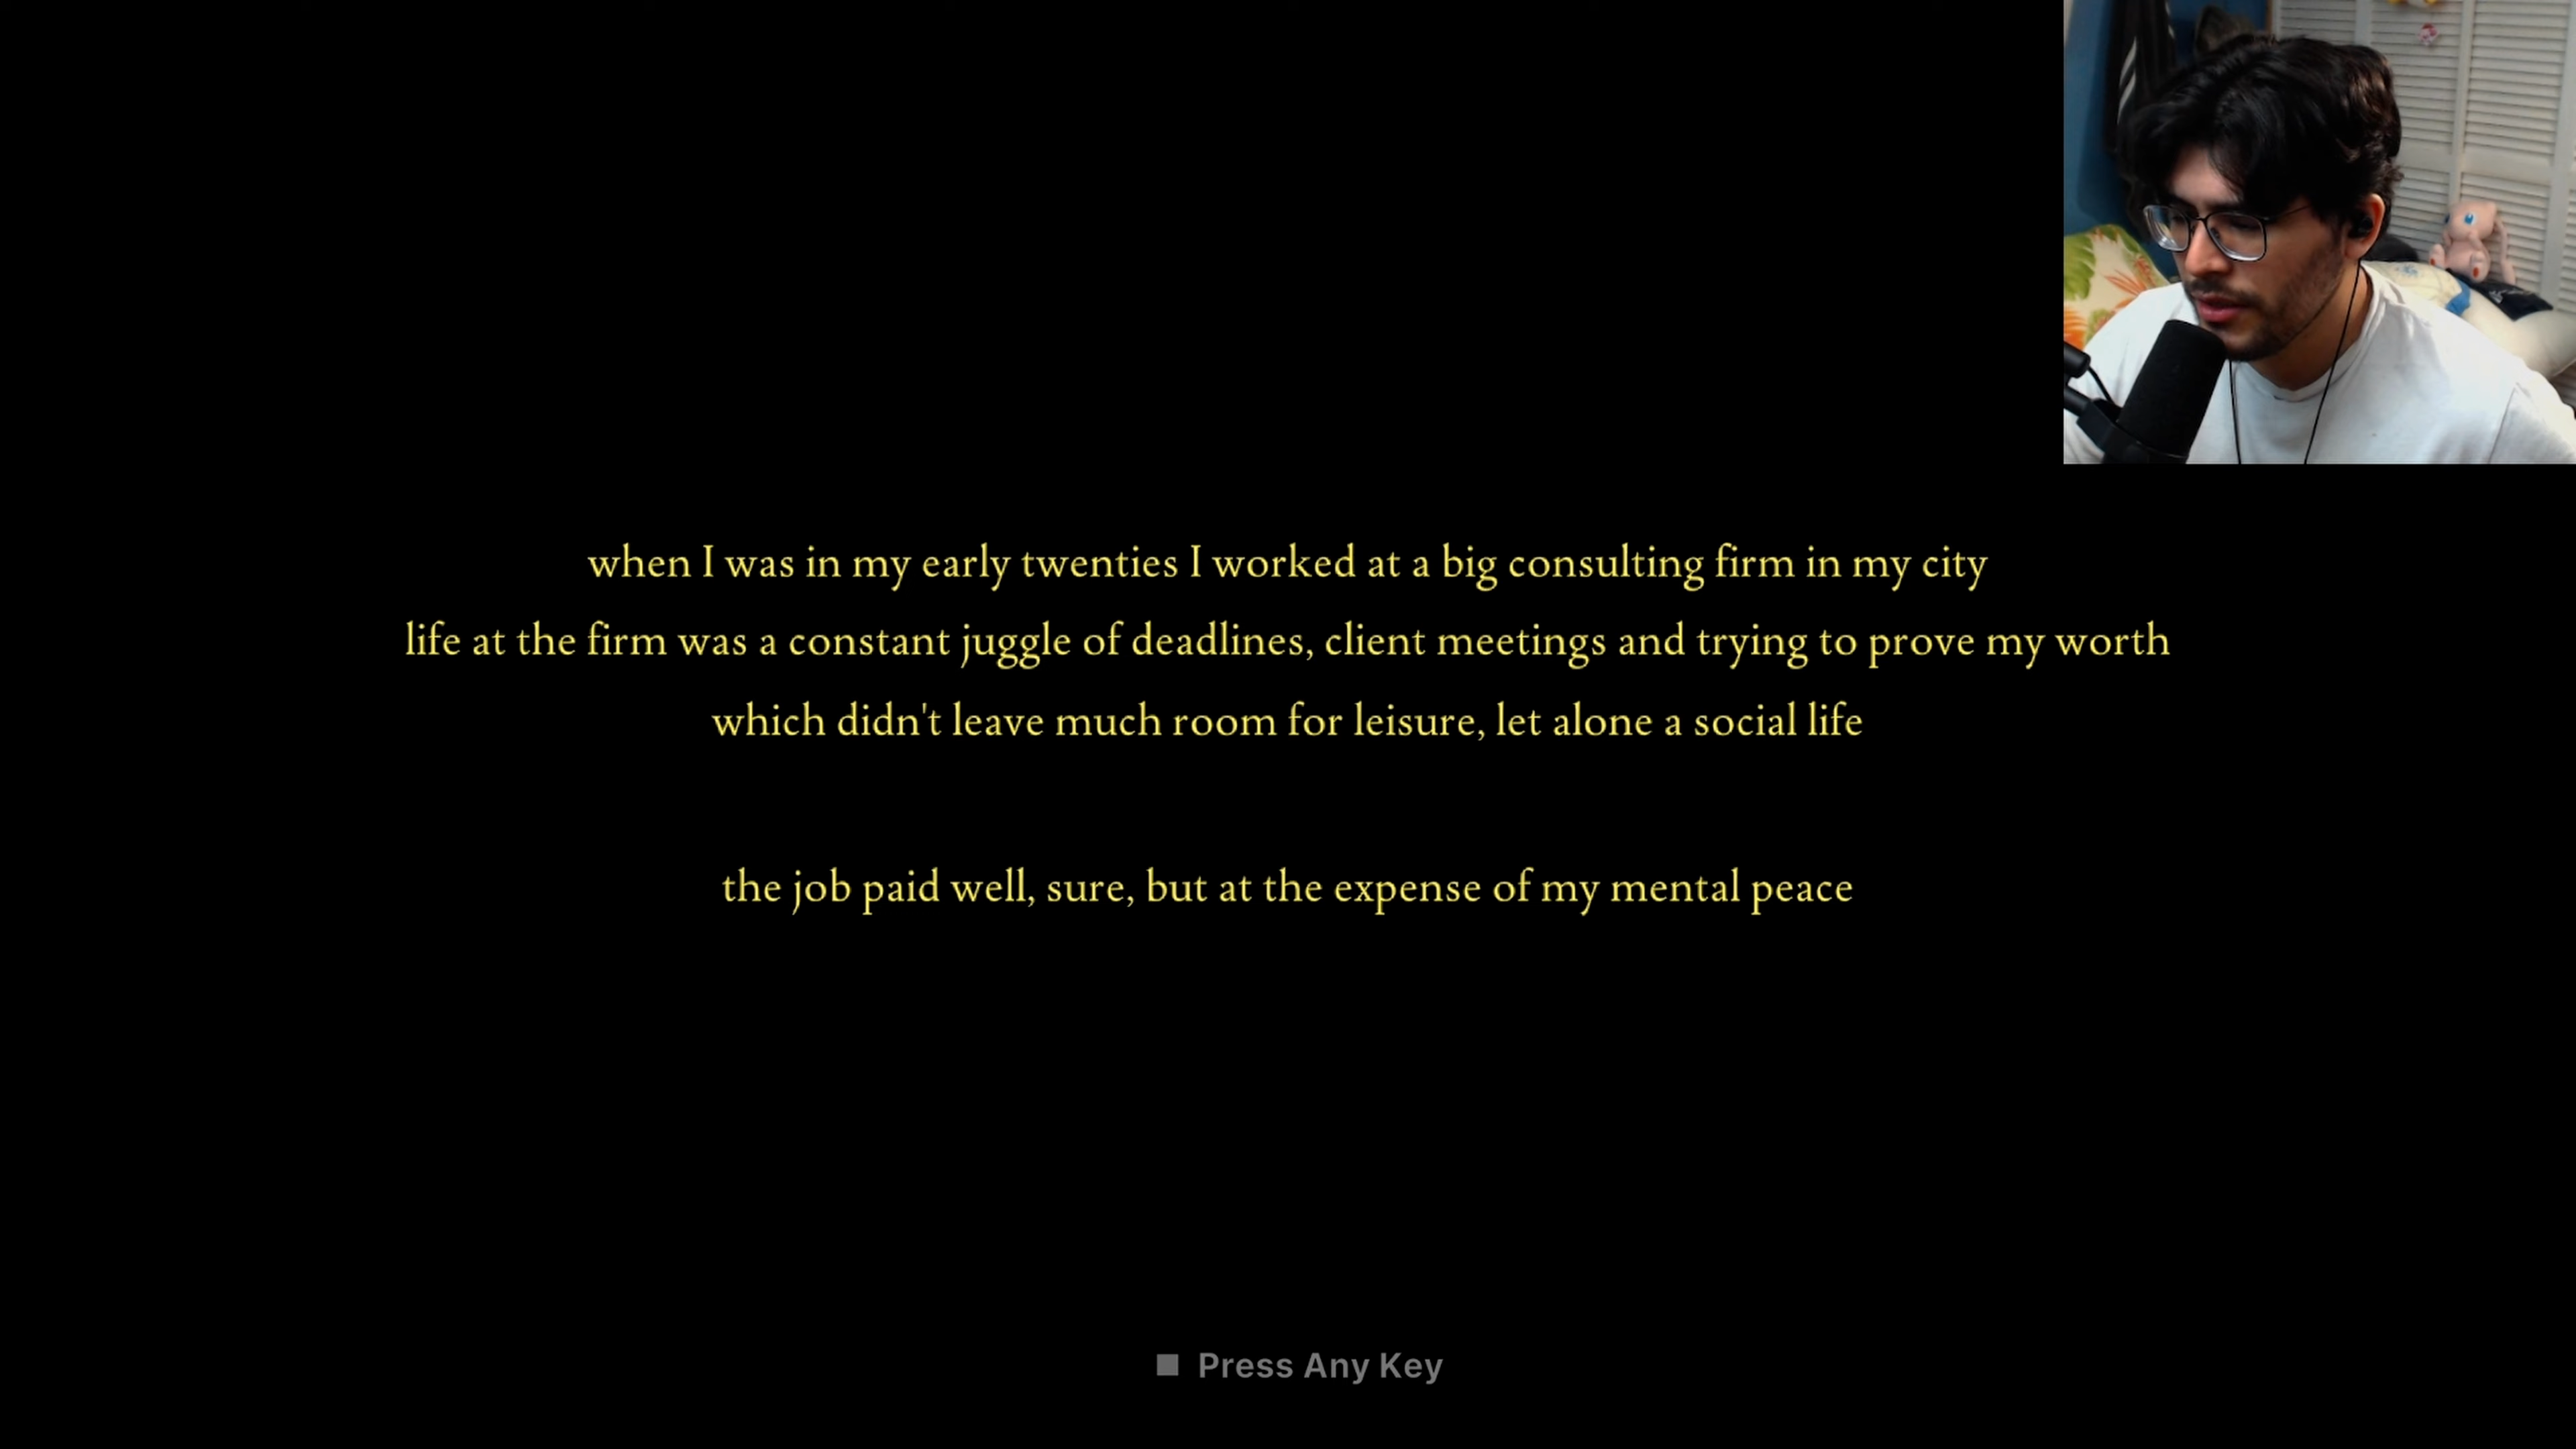 when I was in my early twenties I worked at a big consulting firm in my city
life at the firm was a constant juggle of deadlines, client meetings and trying to prove my worth
which didn't leave much room for leisure, let alone a social life
the job paid well, sure, but at the expense of my mental peace
Press Any Key